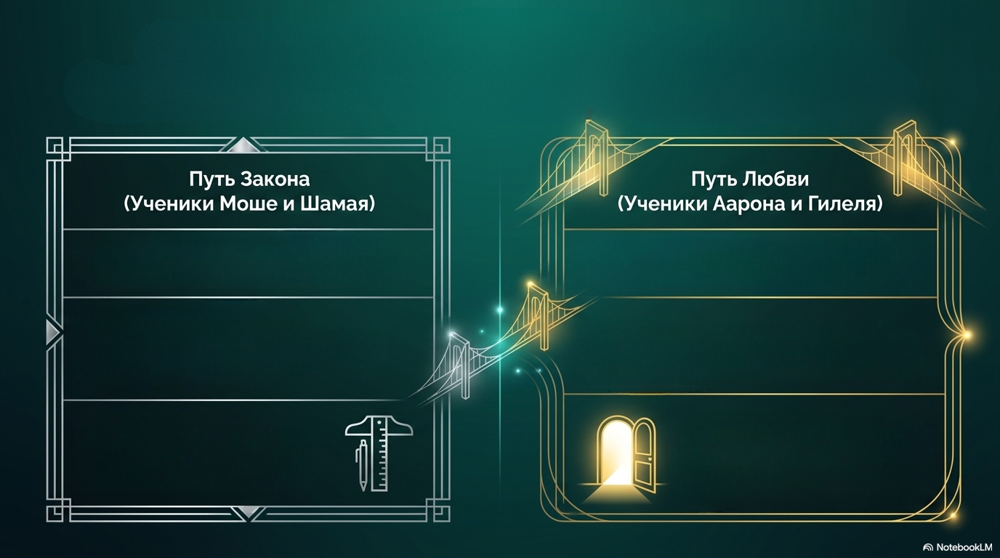 Путь Закона
(Ученики Моше и Шамая)
Путь Любви
(Ученики Аарона и Гилеля)
NotebookLM